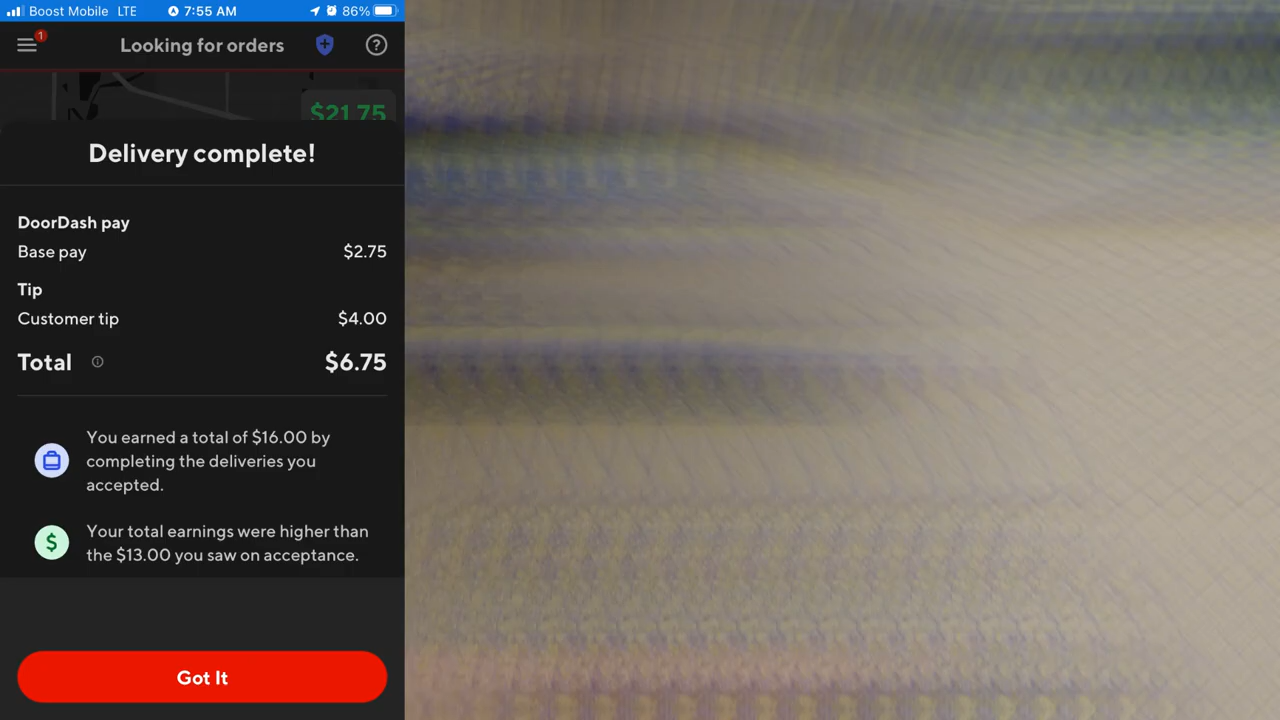 Boost Mobile LTE 7:55 AM 86%
1
Looking for orders
$21.75
Delivery complete!
DoorDash pay
Base pay $2.75
Tip
Customer tip $4.00
Total $6.75
You earned a total of $16.00 by
completing the deliveries you
accepted.
$ Your total earnings were higher than
the $13.00 you saw on acceptance.
Got It